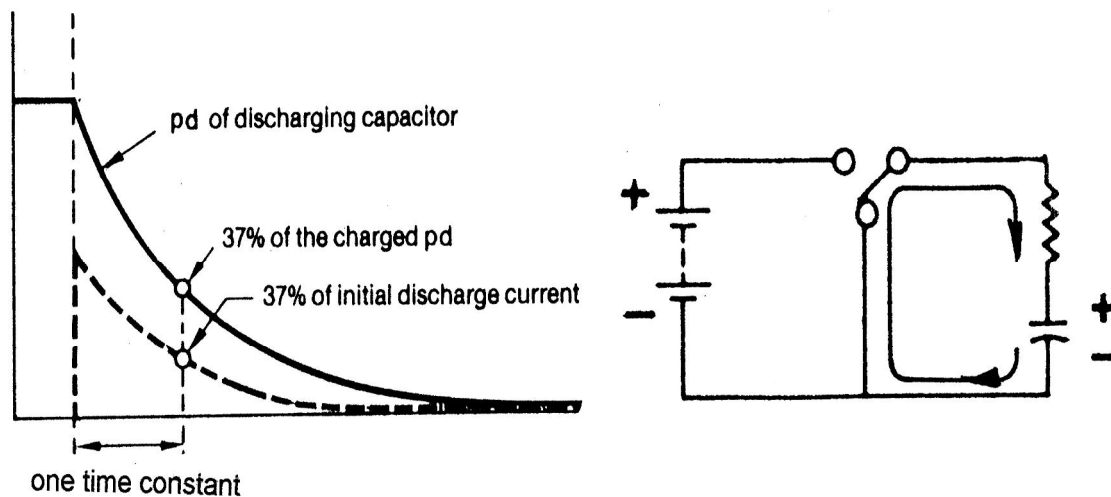 pd of discharging capacitor
37% of the charged pd
37% of initial discharge current
one time constant
+
−
+
−